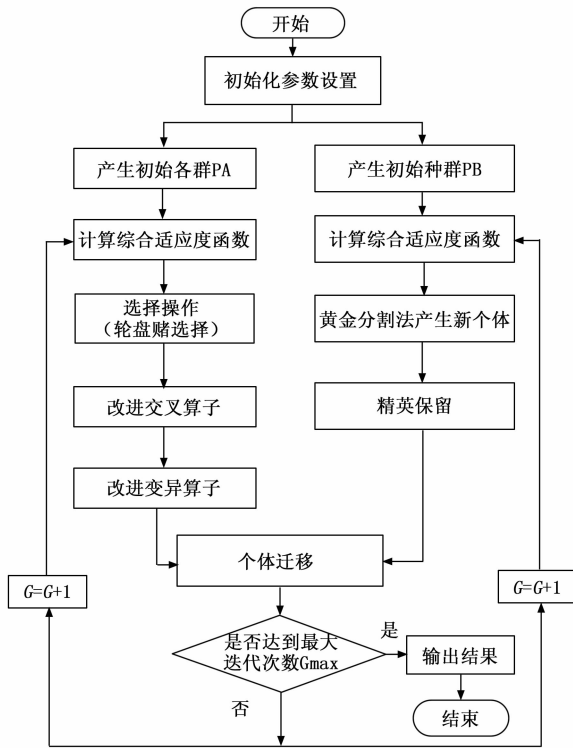 开始
初始化参数设置
产生初始各群PA
产生初始种群PB
计算综合适应度函数
计算综合适应度函数
选择操作
（轮盘赌选择）
黄金分割法产生新个体
改进交叉算子
精英保留
改进变异算子
个体迁移
G=G+1
G=G+1
是否达到最大
迭代次数Gmax
是
输出结果
否
结束